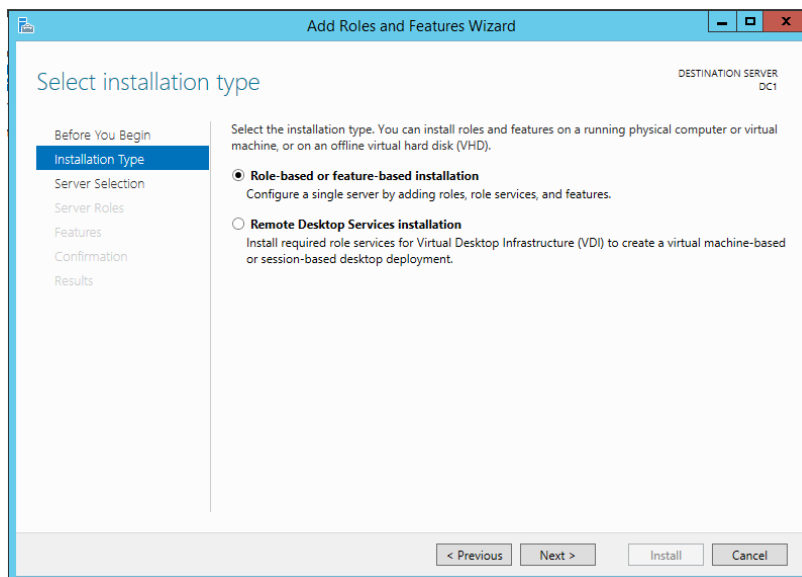 Add Roles and Features Wizard
Select installation type
DESTINATION SERVER
DC1
Before You Begin
Installation Type
Server Selection
Server Roles
Features
Confirmation
Results
Select the installation type. You can install roles and features on a running physical computer or virtual
machine, or on an offline virtual hard disk (VHD).
Role-based or feature-based installation
Configure a single server by adding roles, role services, and features.
Remote Desktop Services installation
Install required role services for Virtual Desktop Infrastructure (VDI) to create a virtual machine-based
or session-based desktop deployment.
< Previous Next > Install Cancel